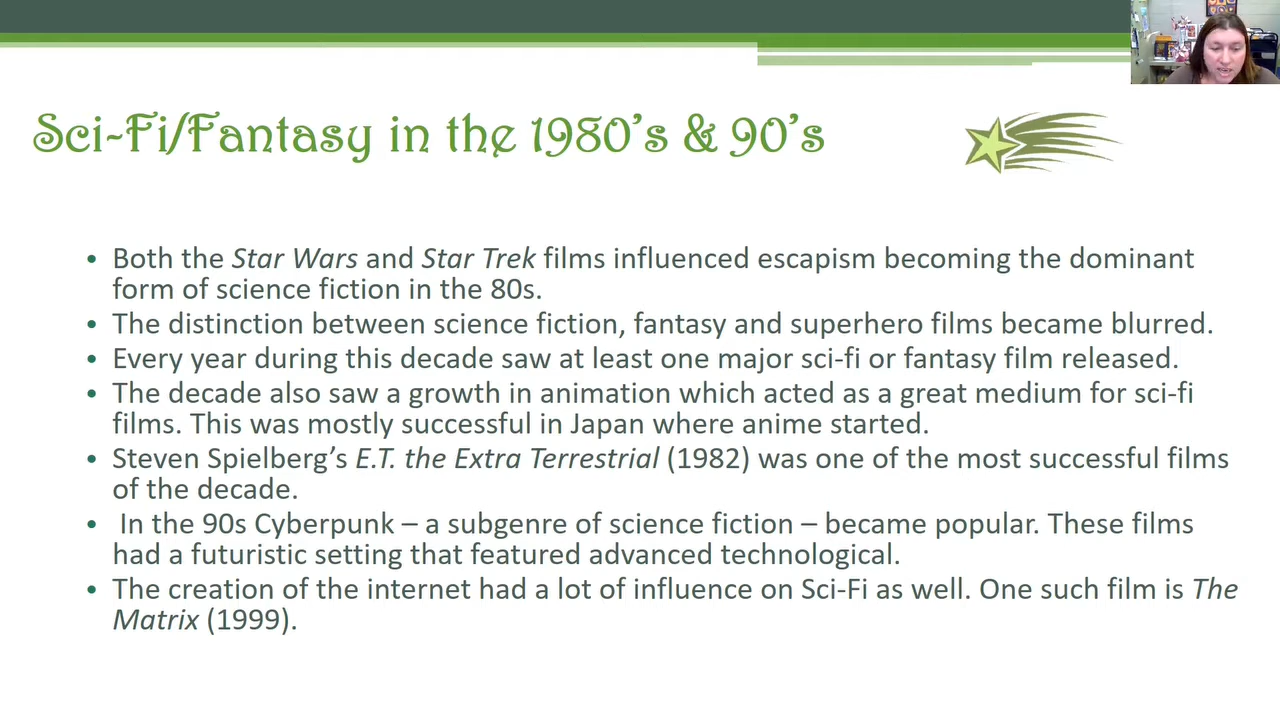 Sci-Fi/Fantasy in the 1980's & 90's
• Both the Star Wars and Star Trek films influenced escapism becoming the dominant
form of science fiction in the 80s.
• The distinction between science fiction, fantasy and superhero films became blurred.
• Every year during this decade saw at least one major sci-fi or fantasy film released.
• The decade also saw a growth in animation which acted as a great medium for sci-fi
films. This was mostly successful in Japan where anime started.
• Steven Spielberg's E.T. the Extra Terrestrial (1982) was one of the most successful films
of the decade.
• In the 90s Cyberpunk – a subgenre of science fiction – became popular. These films
had a futuristic setting that featured advanced technological.
• The creation of the internet had a lot of influence on Sci-Fi as well. One such film is The
Matrix (1999).